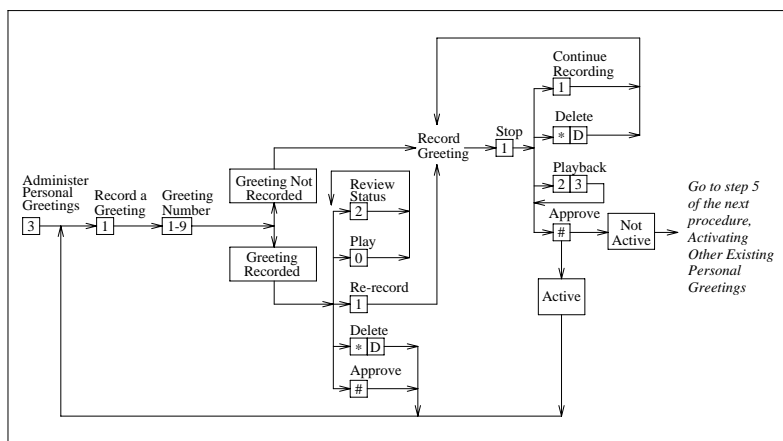 Administer
Personal
Greetings
3
Record a
Greeting
1
Greeting
Number
1-9
Greeting Not
Recorded
Greeting
Recorded
Review
Status
2
Play
0
Re-record
1
Delete
* D
Approve
#
Record
Greeting
Stop
1
Continue
Recording
1
Delete
* D
Playback
2 3
Approve
#
Not
Active
Active
Go to step 5
of the next
procedure,
Activating
Other Existing
Personal
Greetings